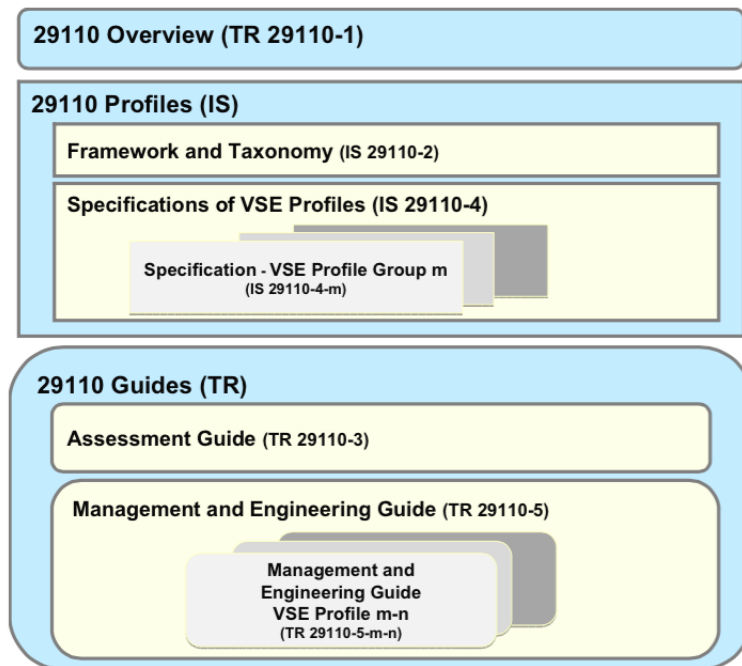 29110 Overview (TR 29110-1)
29110 Profiles (IS)
Framework and Taxonomy (IS 29110-2)
Specifications of VSE Profiles (IS 29110-4)
Specification - VSE Profile Group m
(IS 29110-4-m)
29110 Guides (TR)
Assessment Guide (TR 29110-3)
Management and Engineering Guide (TR 29110-5)
Management and
Engineering Guide
VSE Profile m-n
(TR 29110-5-m-n)